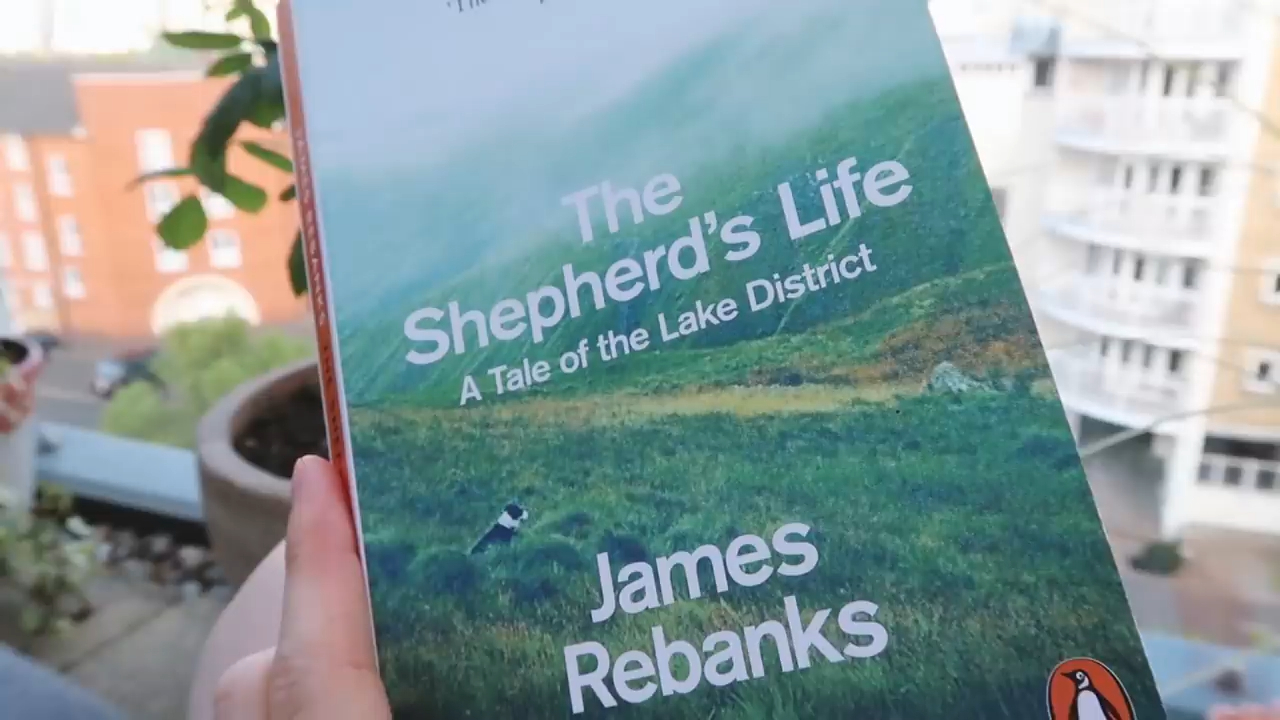 The
Shepherd's Life
A Tale of the Lake District
James
Rebanks